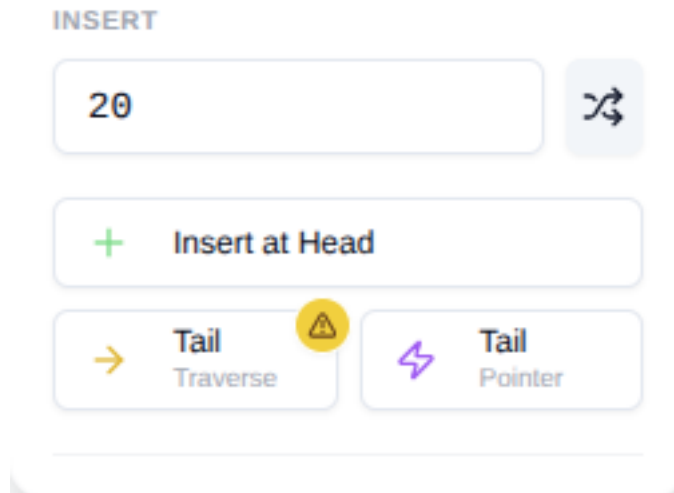 INSERT
20
Insert at Head
Tail
Traverse
Tail
Pointer